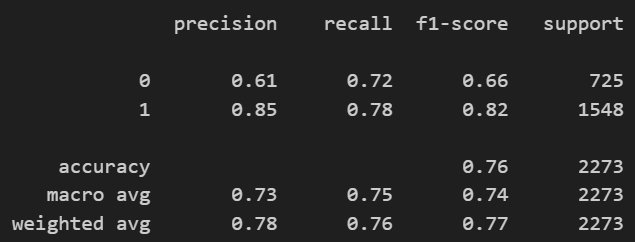 precision recall f1-score support
0 0.61 0.72 0.66 725
1 0.85 0.78 0.82 1548
accuracy 0.76 2273
macro avg 0.73 0.75 0.74 2273
weighted avg 0.78 0.76 0.77 2273